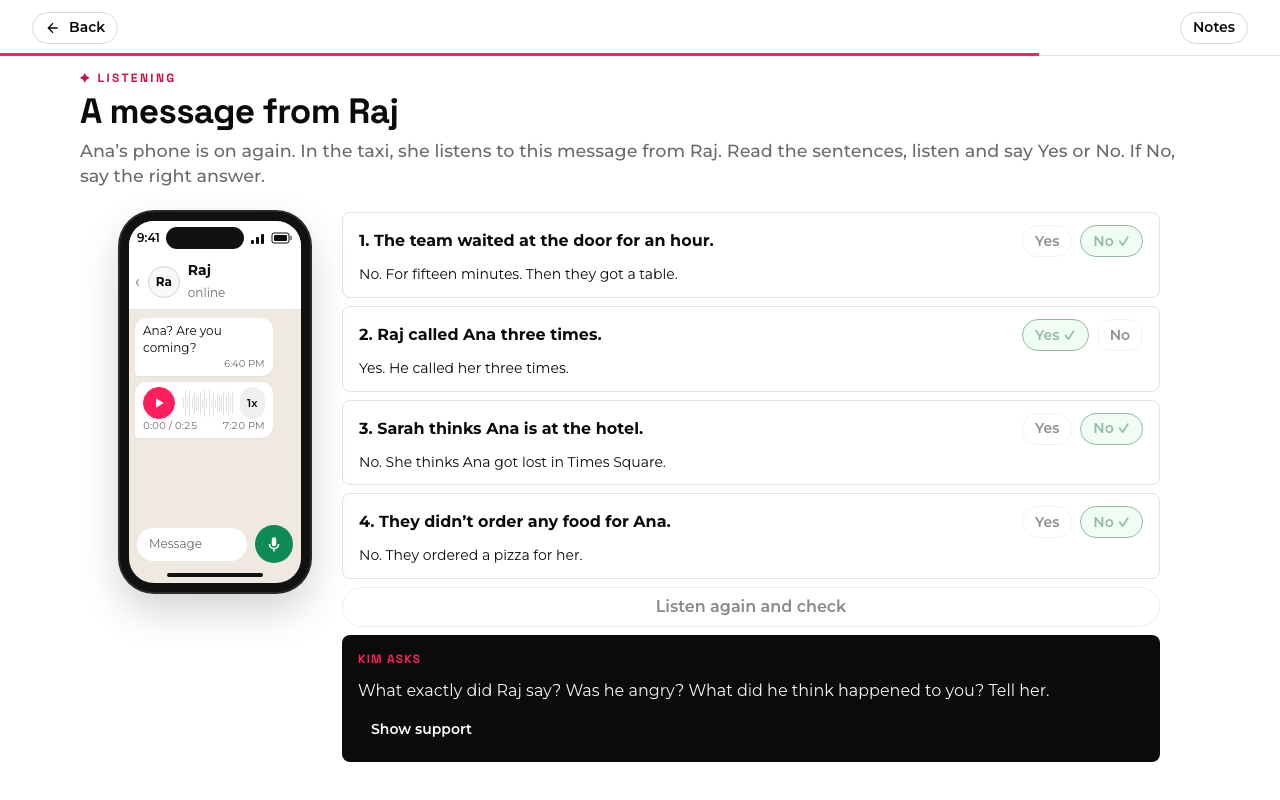 Back
Notes
LISTENING
A message from Raj
Ana’s phone is on again. In the taxi, she listens to this message from Raj. Read the sentences, listen and say Yes or No. If No,
say the right answer.
9:41
Ra
Raj
online
Ana? Are you
coming?
6:40 PM
1x
0:00 / 0:25
7:20 PM
Message
1. The team waited at the door for an hour.
Yes
No ✓
No. For fifteen minutes. Then they got a table.
2. Raj called Ana three times.
Yes ✓
No
Yes. He called her three times.
3. Sarah thinks Ana is at the hotel.
Yes
No ✓
No. She thinks Ana got lost in Times Square.
4. They didn’t order any food for Ana.
Yes
No ✓
No. They ordered a pizza for her.
Listen again and check
KIM ASKS
What exactly did Raj say? Was he angry? What did he think happened to you? Tell her.
Show support